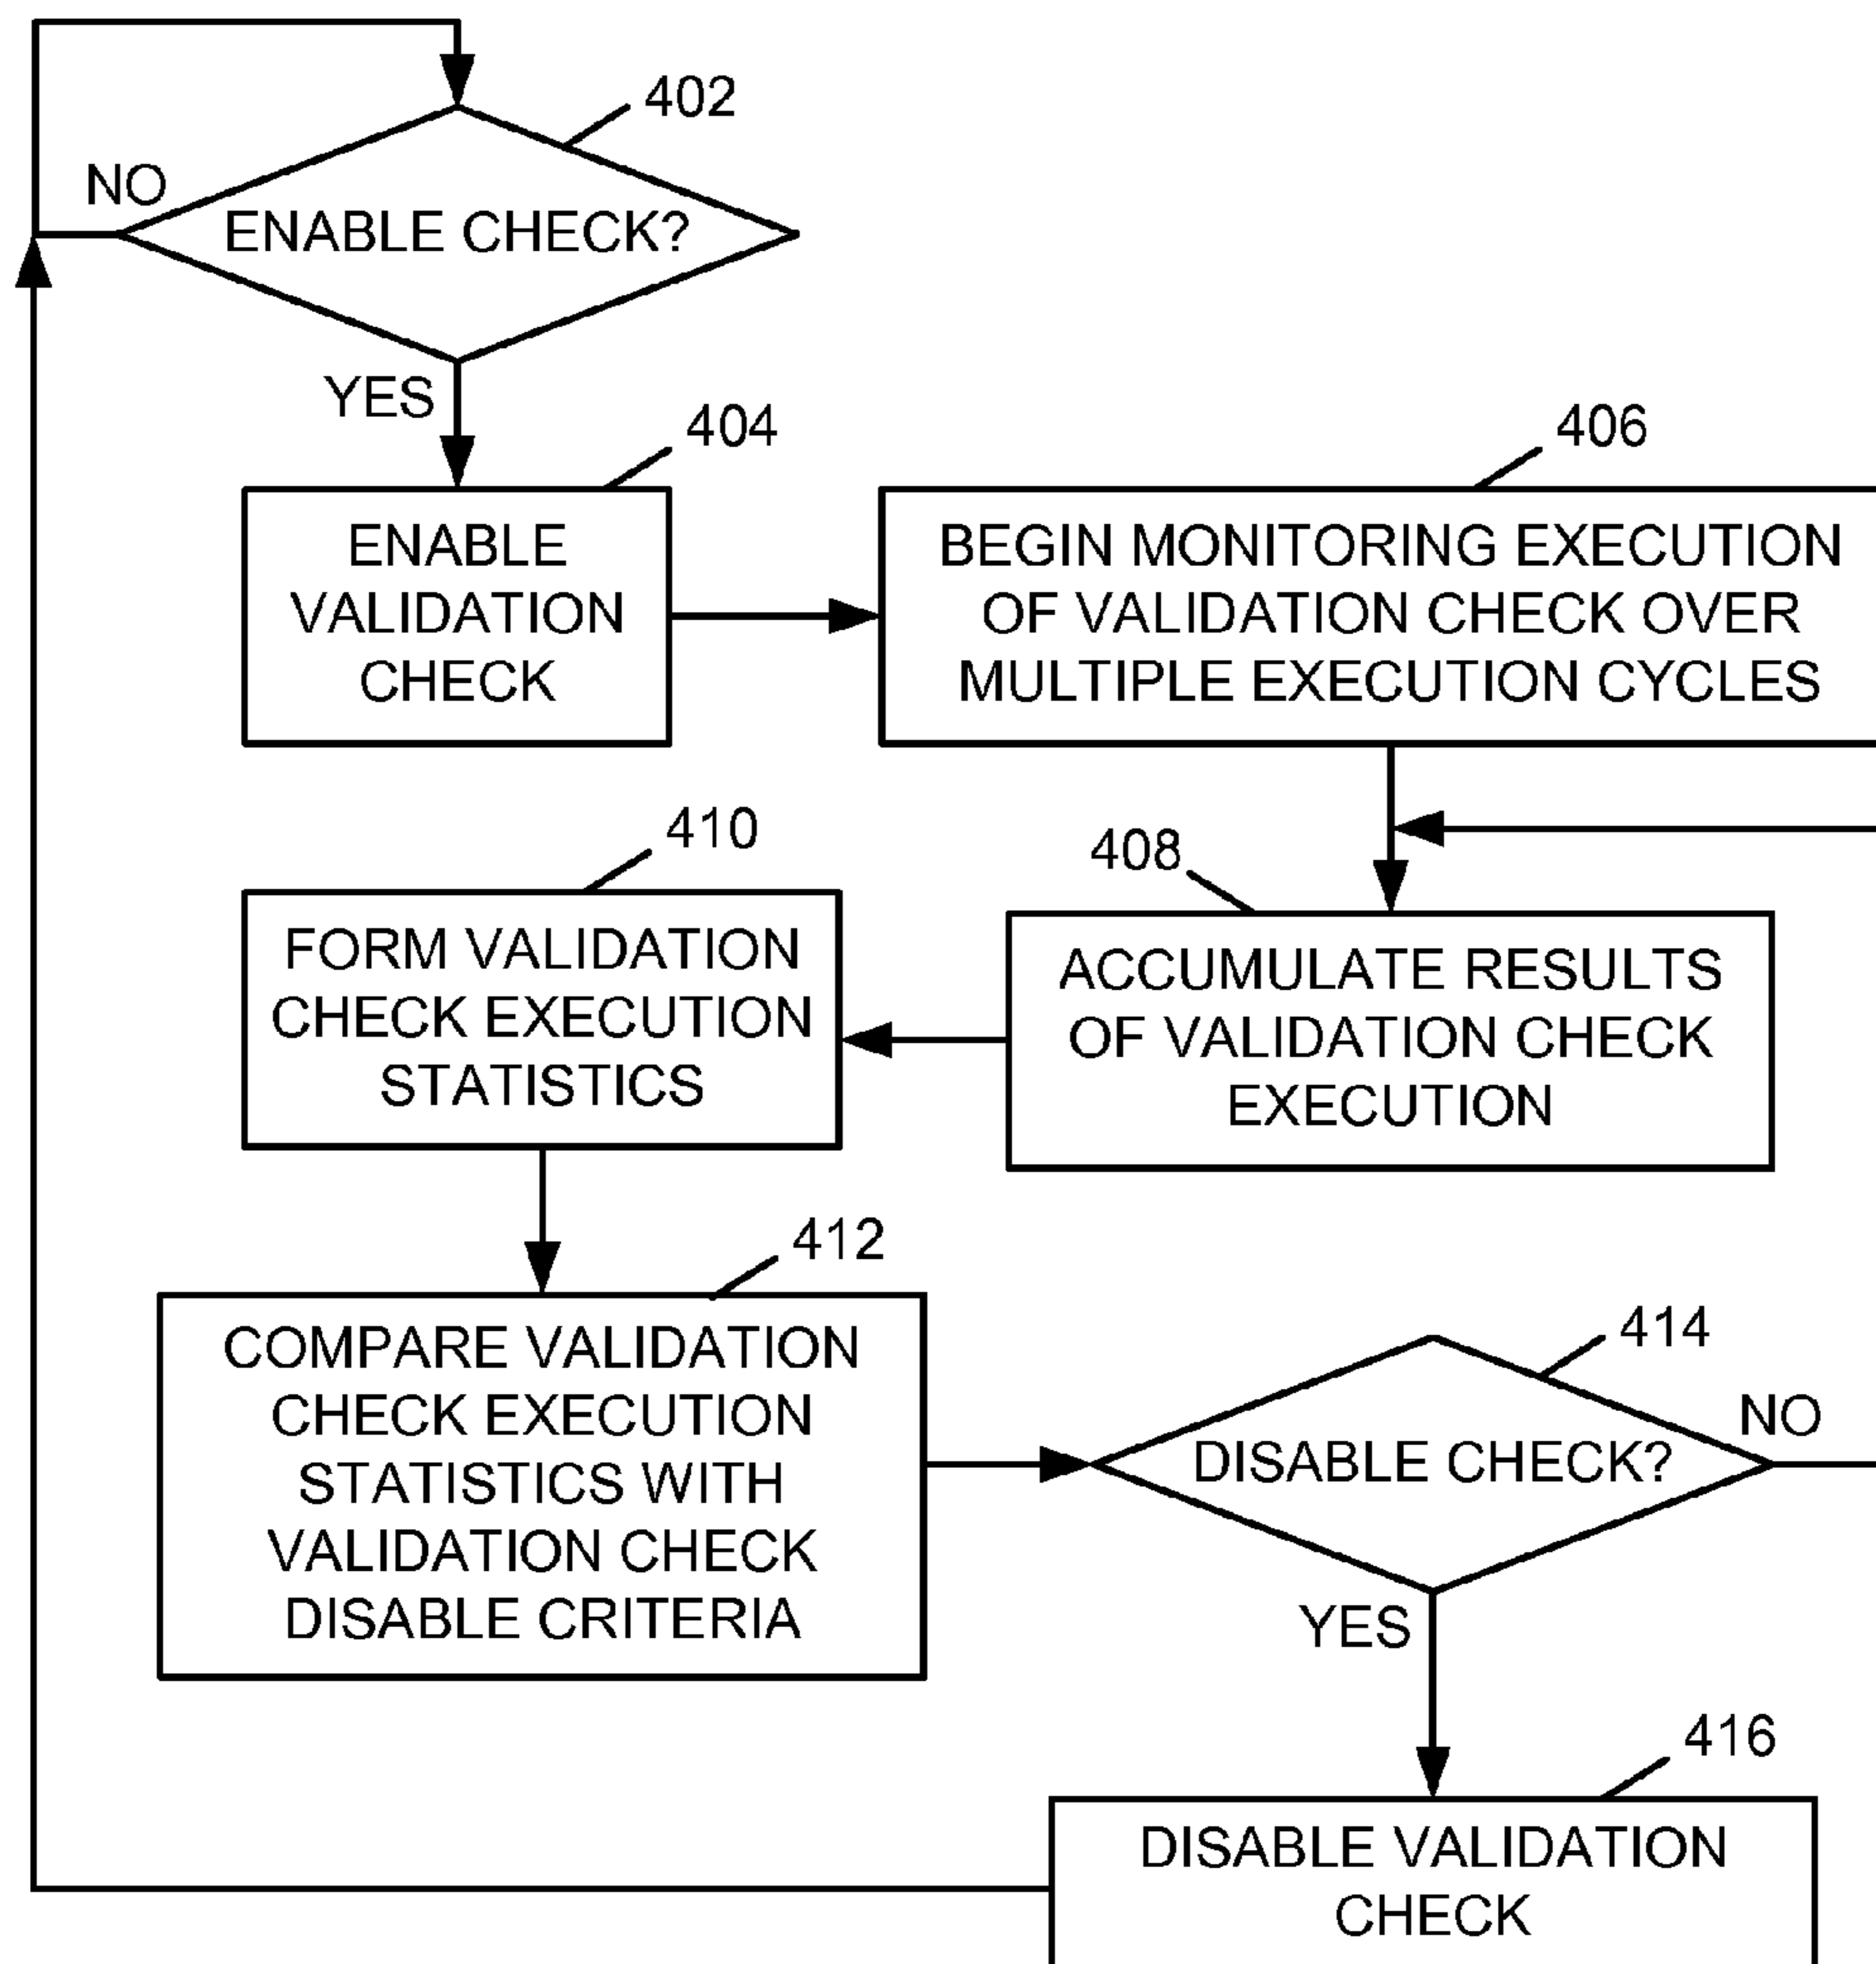 402
NO
ENABLE CHECK?
YES
404
ENABLE
VALIDATION
CHECK
406
BEGIN MONITORING EXECUTION
OF VALIDATION CHECK OVER
MULTIPLE EXECUTION CYCLES
408
ACCUMULATE RESULTS
OF VALIDATION CHECK
EXECUTION
410
FORM VALIDATION
CHECK EXECUTION
STATISTICS
412
COMPARE VALIDATION
CHECK EXECUTION
STATISTICS WITH
VALIDATION CHECK
DISABLE CRITERIA
414
NO
DISABLE CHECK?
YES
416
DISABLE VALIDATION
CHECK